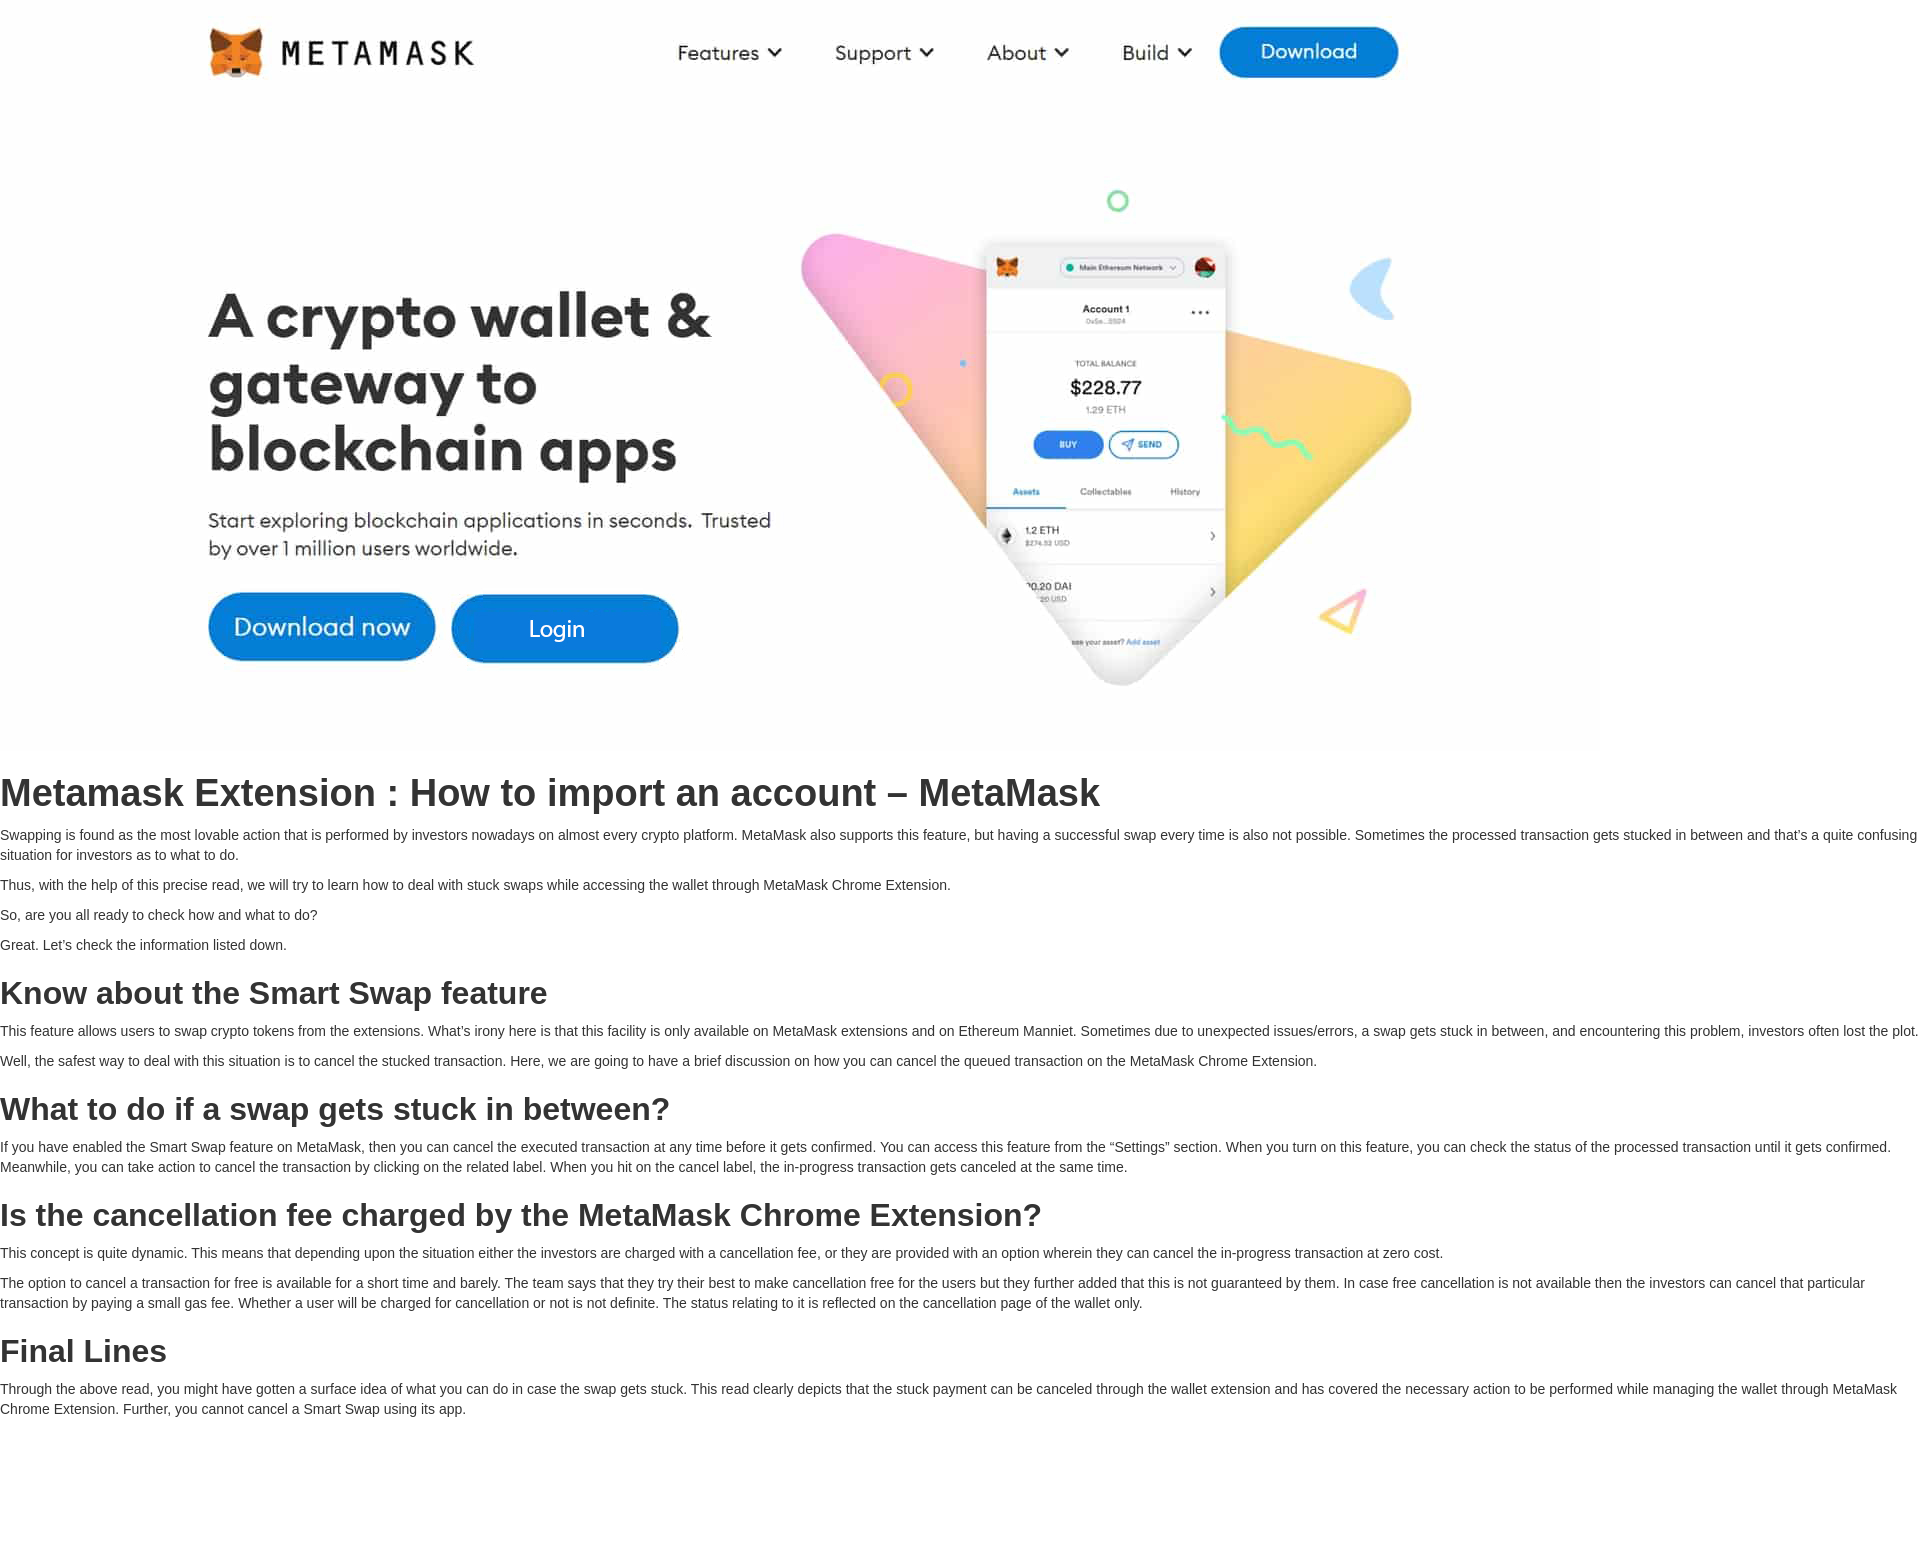 METAMASK
Features
Support
About
Build
Download
A crypto wallet &
gateway to
blockchain apps
Start exploring blockchain applications in seconds. Trusted
by over 1 million users worldwide.
Download now
Login
Main Ethereum Network
Account 1
TOTAL BALANCE
$228.77
1.29 ETH
BUY
SEND
Assets
Collectables
History
1.2 ETH
$274.93 USD
0.20 DAI
20 USD
see your asset? Add asset
Metamask Extension : How to import an account – MetaMask
Swapping is found as the most lovable action that is performed by investors nowadays on almost every crypto platform. MetaMask also supports this feature, but having a successful swap every time is also not possible. Sometimes the processed transaction gets stucked in between and that’s a quite confusing
situation for investors as to what to do.
Thus, with the help of this precise read, we will try to learn how to deal with stuck swaps while accessing the wallet through MetaMask Chrome Extension.
So, are you all ready to check how and what to do?
Great. Let’s check the information listed down.
Know about the Smart Swap feature
This feature allows users to swap crypto tokens from the extensions. What’s irony here is that this facility is only available on MetaMask extensions and on Ethereum Manniet. Sometimes due to unexpected issues/errors, a swap gets stuck in between, and encountering this problem, investors often lost the plot.
Well, the safest way to deal with this situation is to cancel the stucked transaction. Here, we are going to have a brief discussion on how you can cancel the queued transaction on the MetaMask Chrome Extension.
What to do if a swap gets stuck in between?
If you have enabled the Smart Swap feature on MetaMask, then you can cancel the executed transaction at any time before it gets confirmed. You can access this feature from the “Settings” section. When you turn on this feature, you can check the status of the processed transaction until it gets confirmed.
Meanwhile, you can take action to cancel the transaction by clicking on the related label. When you hit on the cancel label, the in-progress transaction gets canceled at the same time.
Is the cancellation fee charged by the MetaMask Chrome Extension?
This concept is quite dynamic. This means that depending upon the situation either the investors are charged with a cancellation fee, or they are provided with an option wherein they can cancel the in-progress transaction at zero cost.
The option to cancel a transaction for free is available for a short time and barely. The team says that they try their best to make cancellation free for the users but they further added that this is not guaranteed by them. In case free cancellation is not available then the investors can cancel that particular
transaction by paying a small gas fee. Whether a user will be charged for cancellation or not is not definite. The status relating to it is reflected on the cancellation page of the wallet only.
Final Lines
Through the above read, you might have gotten a surface idea of what you can do in case the swap gets stuck. This read clearly depicts that the stuck payment can be canceled through the wallet extension and has covered the necessary action to be performed while managing the wallet through MetaMask
Chrome Extension. Further, you cannot cancel a Smart Swap using its app.